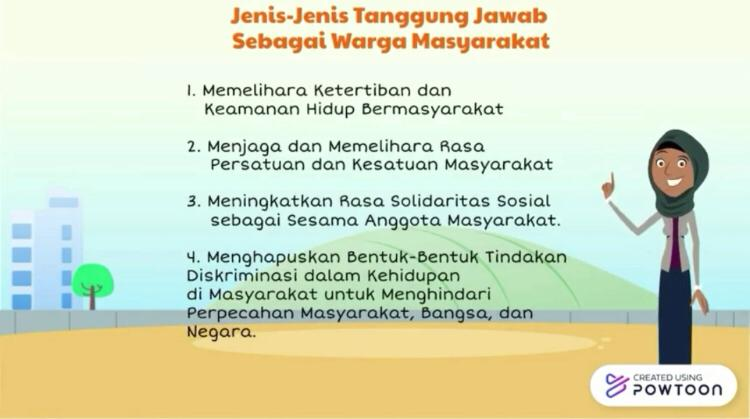 Jenis-Jenis Tanggung Jawab
Sebagai Warga Masyarakat
1. Memelihara Ketertiban dan
Keamanan Hidup Bermasyarakat
2. Menjaga dan Memelihara Rasa
Persatuan dan Kesatuan Masyarakat
3. Meningkatkan Rasa Solidaritas Sosial
sebagai Sesama Anggota Masyarakat.
4. Menghapuskan Bentuk-Bentuk Tindakan
Diskriminasi dalam Kehidupan
di Masyarakat untuk Menghindari
Perpecahan Masyarakat, Bangsa, dan
Negara.
CREATED USING
POWTOON